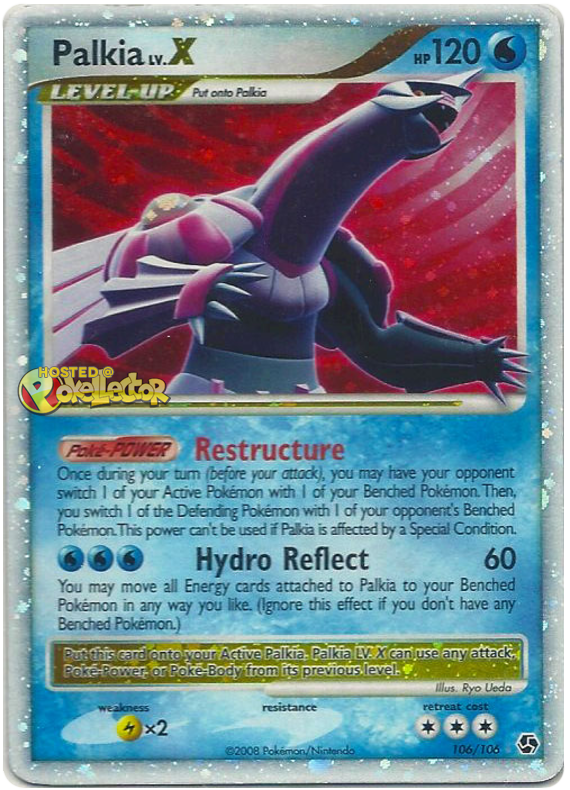 Palkia LV. X HP 120
LEVEL-UP Put onto Palkia
HOSTED @
Pokellector
Poké-POWER Restructure
Once during your turn (before your attack), you may have your opponent
switch 1 of your Active Pokémon with 1 of your Benched Pokémon. Then,
you switch 1 of the Defending Pokémon with 1 of your opponent's Benched
Pokémon. This power can't be used if Palkia is affected by a Special Condition.
Hydro Reflect 60
You may move all Energy cards attached to Palkia to your Benched
Pokémon in any way you like. (Ignore this effect if you don't have any
Benched Pokémon.)
Put this card onto your Active Palkia. Palkia LV. X can use any attack,
Poké-Power, or Poké-Body from its previous level.
Illus. Ryo Ueda
weakness resistance retreat cost
×2
©2008 Pokémon/Nintendo 106/106